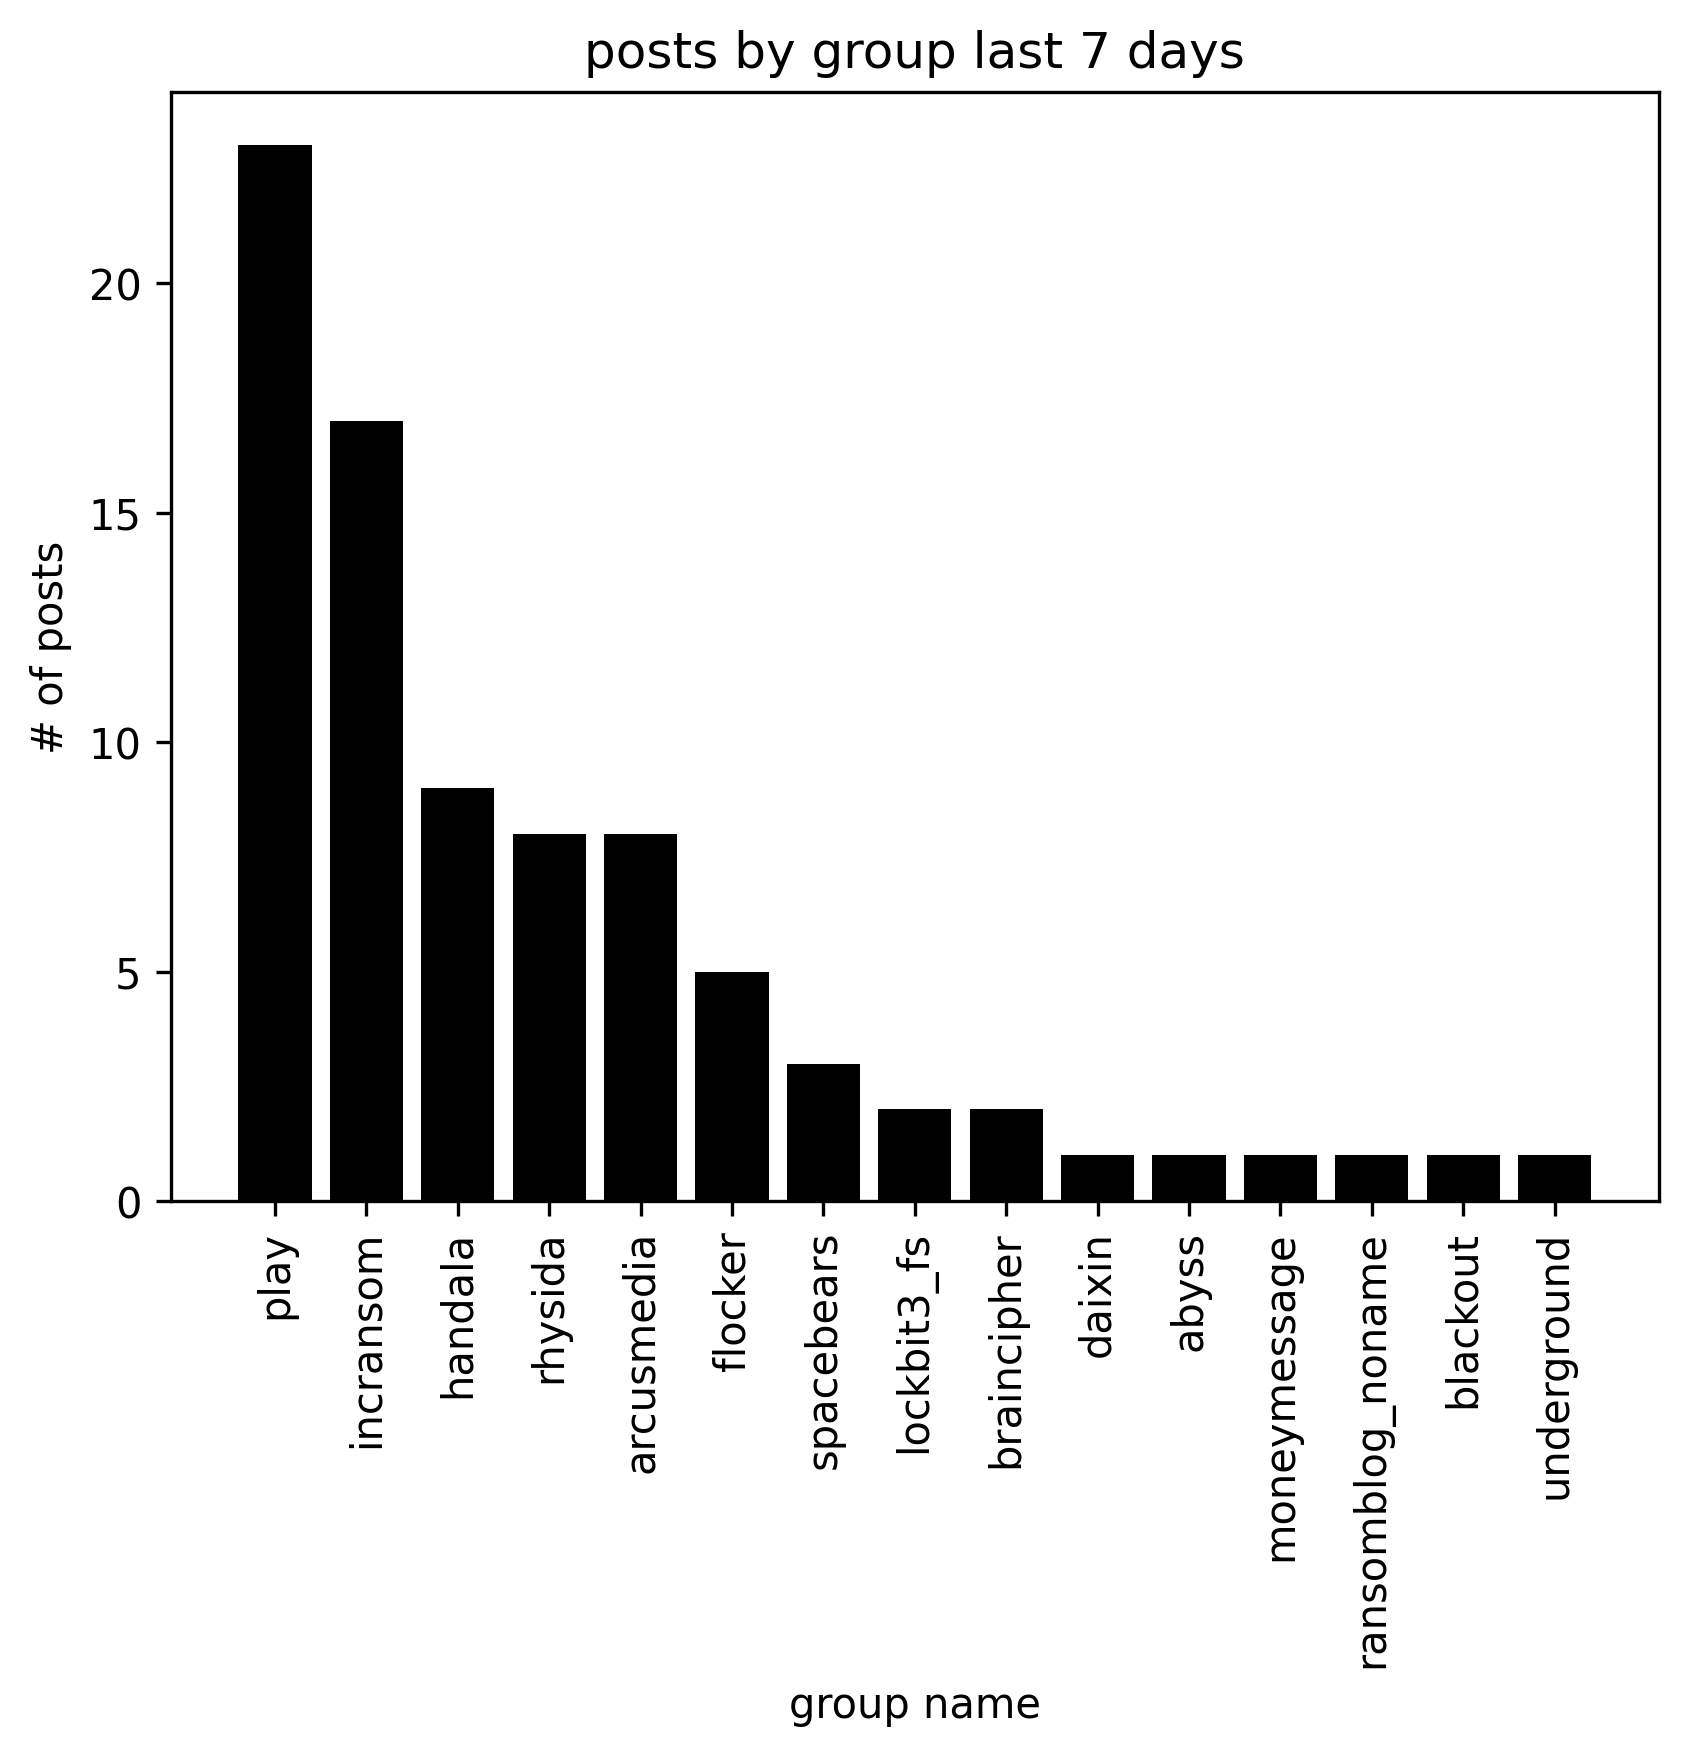 posts by group last 7 days
# of posts
20
15
10
5
0
play
incransom
handala
rhysida
arcusmedia
flocker
spacebears
lockbit3_fs
braincipher
daixin
abyss
moneymessage
ransomblog_noname
blackout
underground
group name